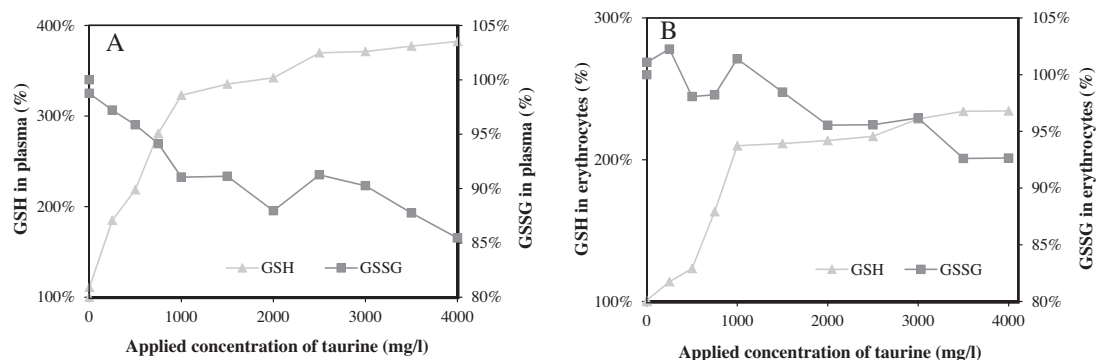 A
GSH in plasma (%)
400%
300%
200%
100%
105%
100%
95%
90%
85%
80%
GSSG in plasma (%)
GSH GSSG
0 1000 2000 3000 4000
Applied concentration of taurine (mg/l)
B
GSH in erythrocytes (%)
300%
200%
100%
105%
100%
95%
90%
85%
80%
GSSG in erythrocytes (%)
GSH GSSG
0 1000 2000 3000 4000
Applied concentration of taurine (mg/l)